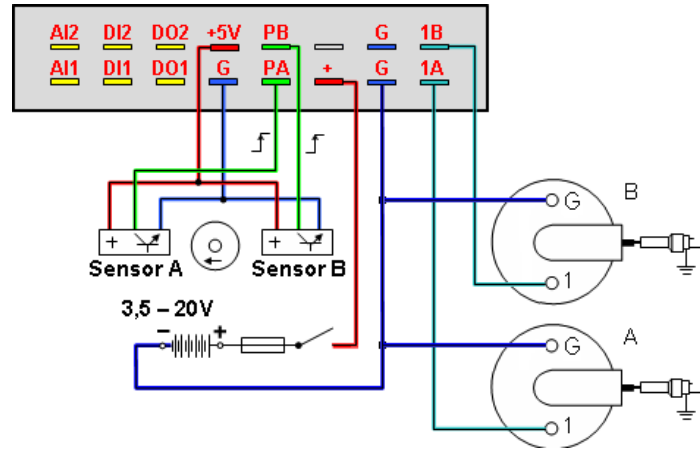 AI2 DI2 DO2 +5V PB G 1B
AI1 DI1 DO1 G PA + G 1A
B
G
+ +
Sensor A Sensor B
1
3,5 – 20V
− +
A
G
1